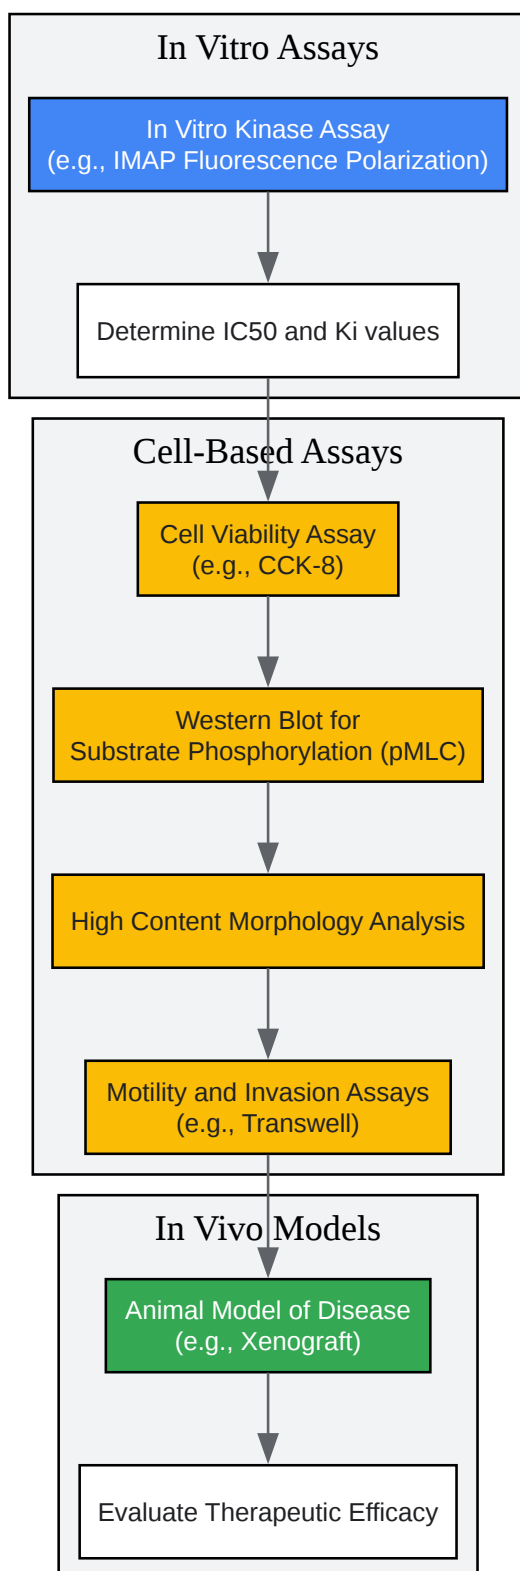 In Vitro Assays
In Vitro Kinase Assay
(e.g., IMAP Fluorescence Polarization)
Determine IC50 and Ki values
Cell-Based Assays
Cell Viability Assay
(e.g., CCK-8)
Western Blot for
Substrate Phosphorylation (pMLC)
High Content Morphology Analysis
Motility and Invasion Assays
(e.g., Transwell)
In Vivo Models
Animal Model of Disease
(e.g., Xenograft)
Evaluate Therapeutic Efficacy